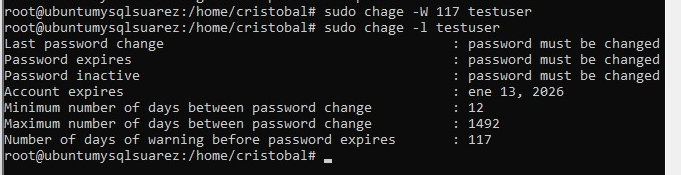 root@ubuntumysqlsuarez:/home/cristobal# sudo chage -W 117 testuser
root@ubuntumysqlsuarez:/home/cristobal# sudo chage -l testuser
Last password change : password must be changed
Password expires : password must be changed
Password inactive : password must be changed
Account expires : ene 13, 2026
Minimum number of days between password change : 12
Maximum number of days between password change : 1492
Number of days of warning before password expires : 117
root@ubuntumysqlsuarez:/home/cristobal#